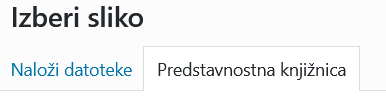 Izberi sliko
Naloži datoteke Predstavnostna knjižnica